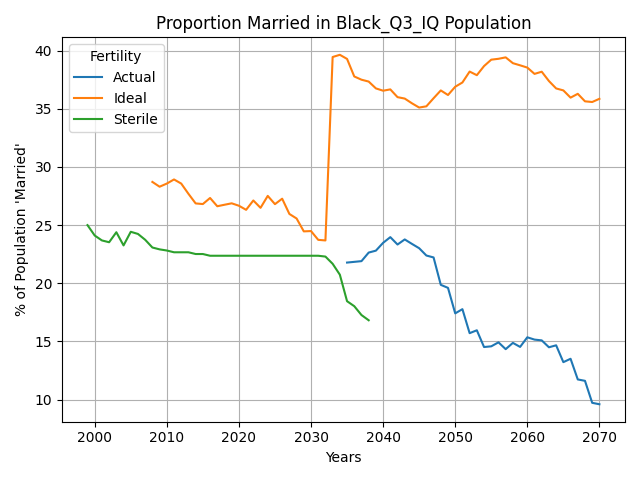 Proportion Married in Black_Q3_IQ Population
Fertility
Actual
Ideal
Sterile
% of Population 'Married'
40
35
30
25
20
15
10
2000 2010 2020 2030 2040 2050 2060 2070
Years